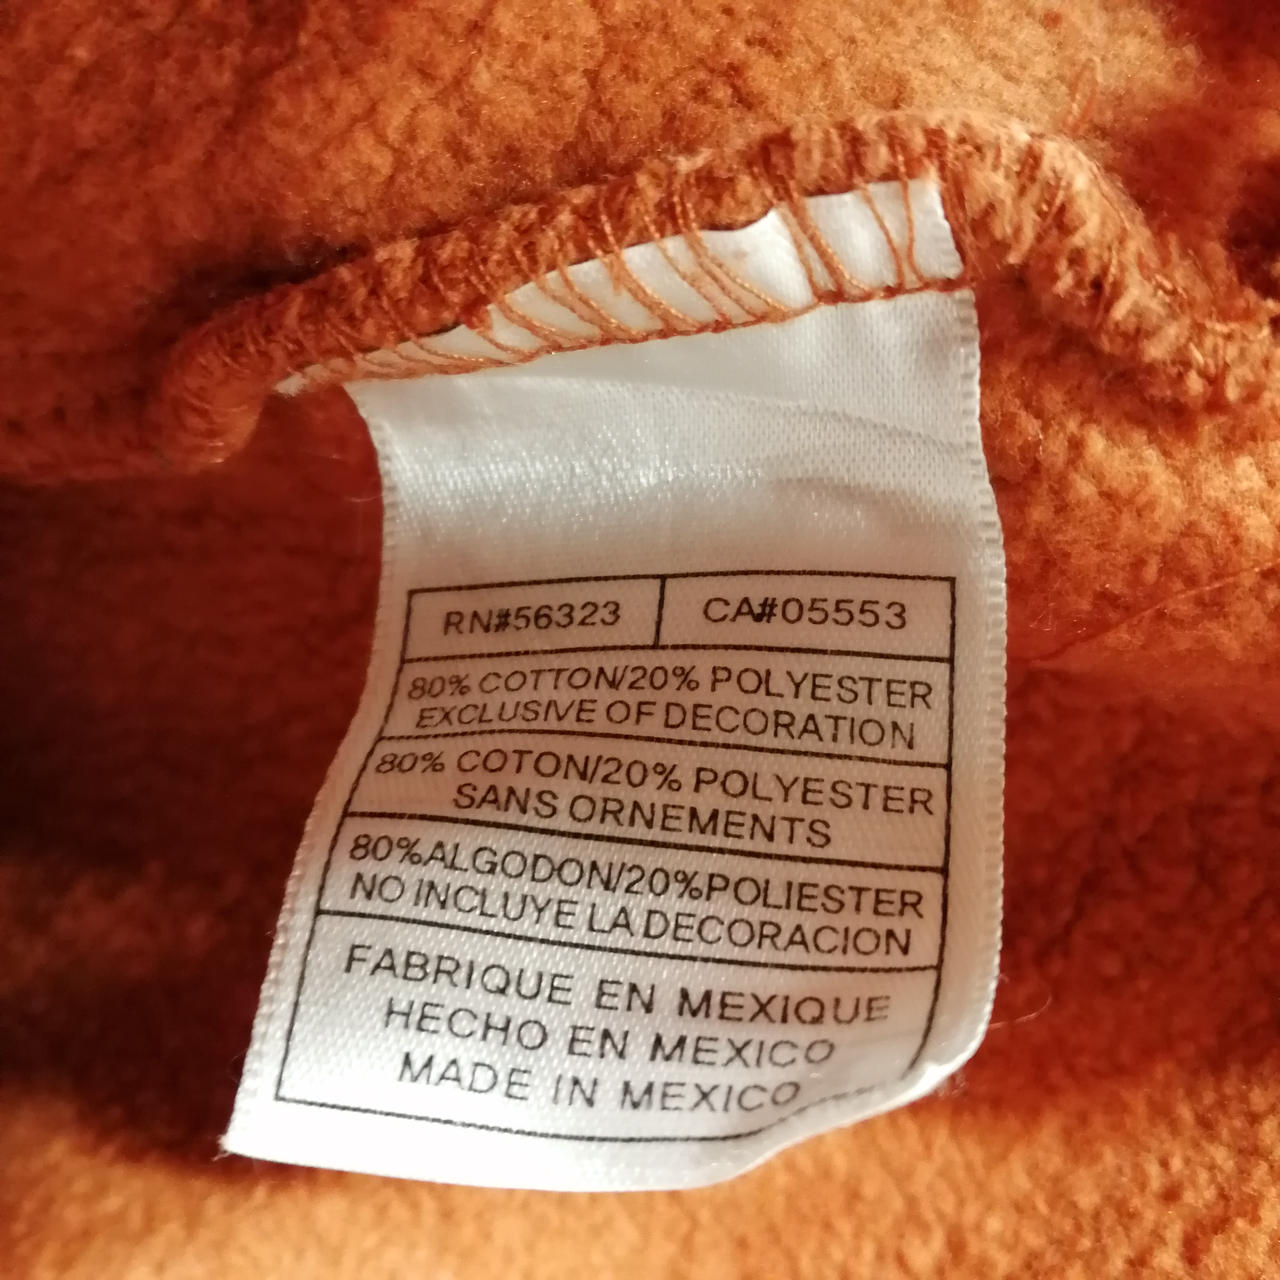 RN#56323 CA#05553
80% COTTON/20% POLYESTER
EXCLUSIVE OF DECORATION
80% COTON/20% POLYESTER
SANS ORNEMENTS
80%ALGODON/20%POLIESTER
NO INCLUYE LA DECORACION
FABRIQUE EN MEXIQUE
HECHO EN MEXICO
MADE IN MEXICO